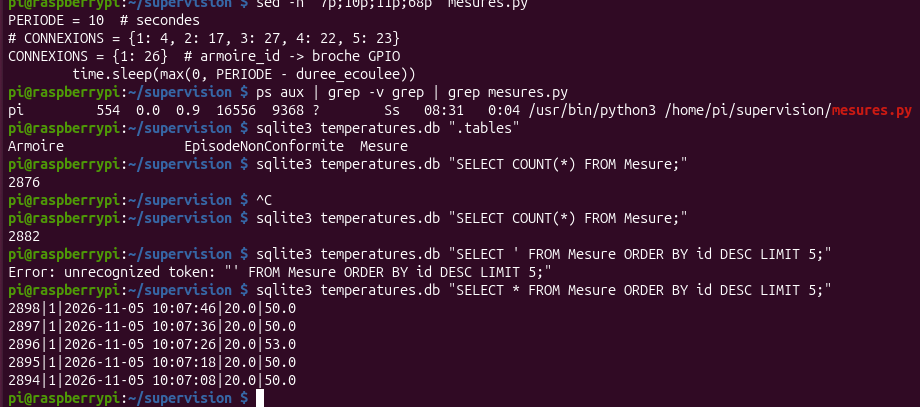 sed -n '7p;10p;11p;68p' Mesures.py
PERIODE = 10  # secondes
# CONNEXIONS = {1: 4, 2: 17, 3: 27, 4: 22, 5: 23}
CONNEXIONS = {1: 26}  # armoire_id -> broche GPIO
        time.sleep(max(0, PERIODE - duree_ecoulee))
pi@raspberrypi:~/supervision $ ps aux | grep -v grep | grep mesures.py
pi         554  0.0  0.9  16556  9368 ?        Ss   08:31   0:04 /usr/bin/python3 /home/pi/supervision/mesures.py
pi@raspberrypi:~/supervision $ sqlite3 temperatures.db ".tables"
Armoire               EpisodeNonConformite  Mesure
pi@raspberrypi:~/supervision $ sqlite3 temperatures.db "SELECT COUNT(*) FROM Mesure;"
2876
pi@raspberrypi:~/supervision $ ^C
pi@raspberrypi:~/supervision $ sqlite3 temperatures.db "SELECT COUNT(*) FROM Mesure;"
2882
pi@raspberrypi:~/supervision $ sqlite3 temperatures.db "SELECT ' FROM Mesure ORDER BY id DESC LIMIT 5;"
Error: unrecognized token: "' FROM Mesure ORDER BY id DESC LIMIT 5;"
pi@raspberrypi:~/supervision $ sqlite3 temperatures.db "SELECT * FROM Mesure ORDER BY id DESC LIMIT 5;"
2898|1|2026-11-05 10:07:46|20.0|50.0
2897|1|2026-11-05 10:07:36|20.0|50.0
2896|1|2026-11-05 10:07:26|20.0|53.0
2895|1|2026-11-05 10:07:18|20.0|50.0
2894|1|2026-11-05 10:07:08|20.0|50.0
pi@raspberrypi:~/supervision $